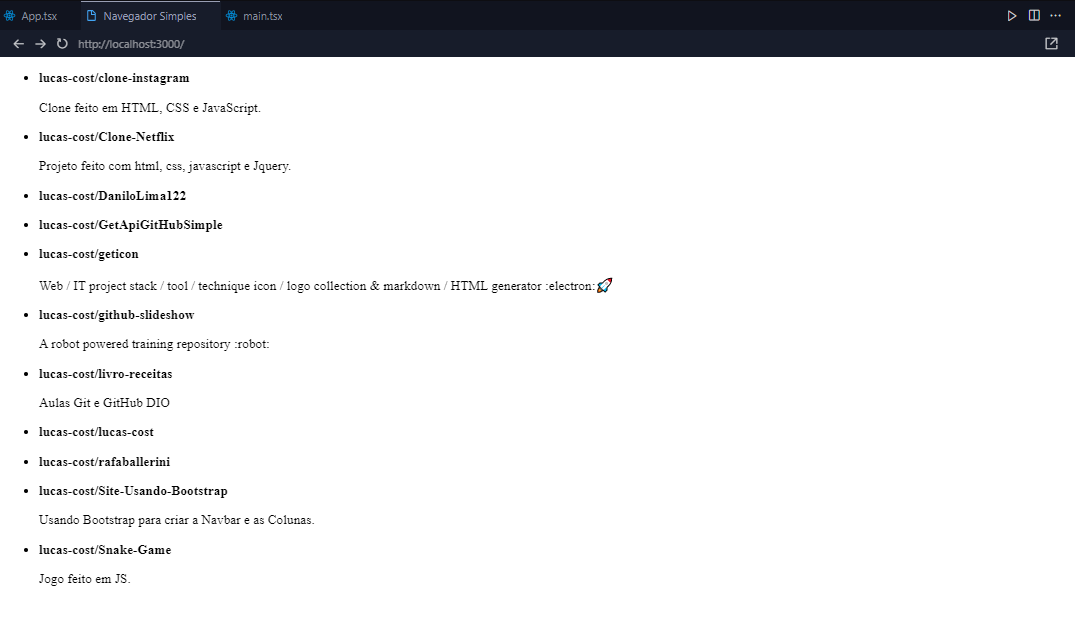 App.tsx
Navegador Simples
main.tsx
http://localhost:3000/
lucas-cost/clone-instagram
Clone feito em HTML, CSS e JavaScript.
lucas-cost/Clone-Netflix
Projeto feito com html, css, javascript e Jquery.
lucas-cost/DaniloLima122
lucas-cost/GetApiGitHubSimple
lucas-cost/geticon
Web / IT project stack / tool / technique icon / logo collection & markdown / HTML generator :electron:🚀
lucas-cost/github-slideshow
A robot powered training repository :robot:
lucas-cost/livro-receitas
Aulas Git e GitHub DIO
lucas-cost/lucas-cost
lucas-cost/rafaballerini
lucas-cost/Site-Usando-Bootstrap
Usando Bootstrap para criar a Navbar e as Colunas.
lucas-cost/Snake-Game
Jogo feito em JS.